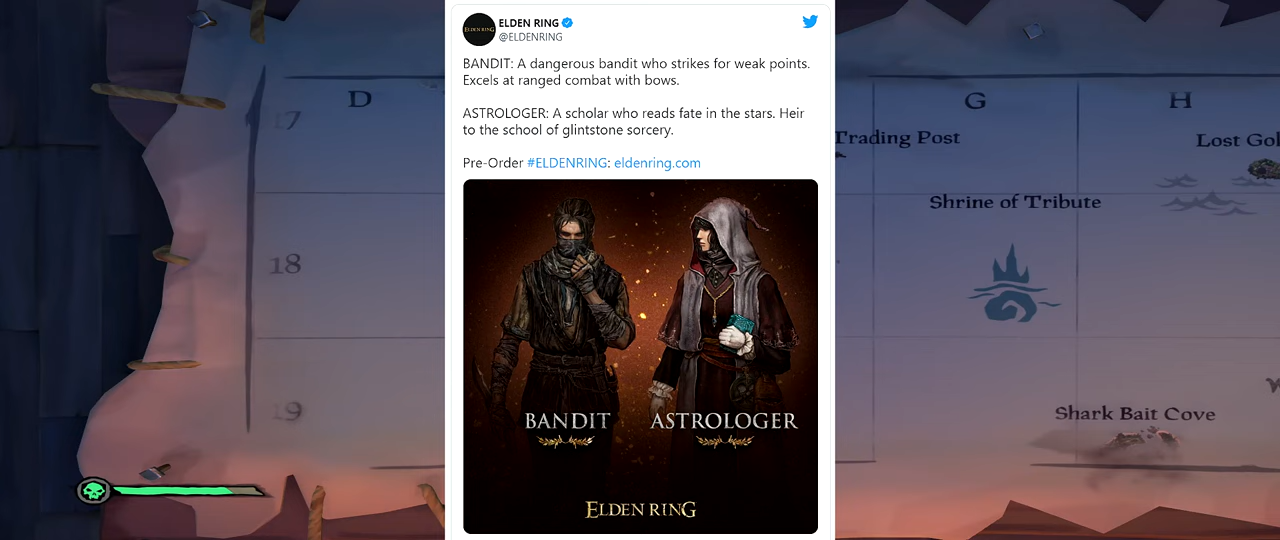 ELDEN RING
@ELDENRING
BANDIT: A dangerous bandit who strikes for weak points.
Excels at ranged combat with bows.
ASTROLOGER: A scholar who reads fate in the stars. Heir
to the school of glintstone sorcery.
Pre-Order #ELDENRING: eldenring.com
BANDIT
ASTROLOGER
ELDEN RING
D
17
18
19
G
H
Trading Post
Lost Gol
Shrine of Tribute
Shark Bait Cove